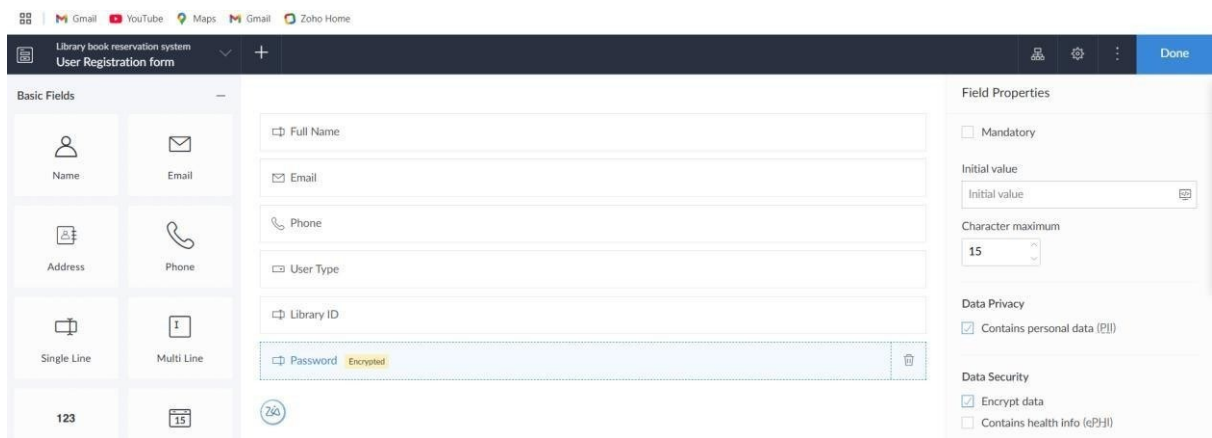 Gmail YouTube Maps Gmail Zoho Home
Library book reservation system
User Registration form
Done
Basic Fields
Name Email
Address Phone
Single Line Multi Line
123 15
Full Name
Email
Phone
User Type
Library ID
Password Encrypted
Zia
Field Properties
Mandatory
Initial value
Initial value
Character maximum
15
Data Privacy
Contains personal data (PII)
Data Security
Encrypt data
Contains health info (ePHI)